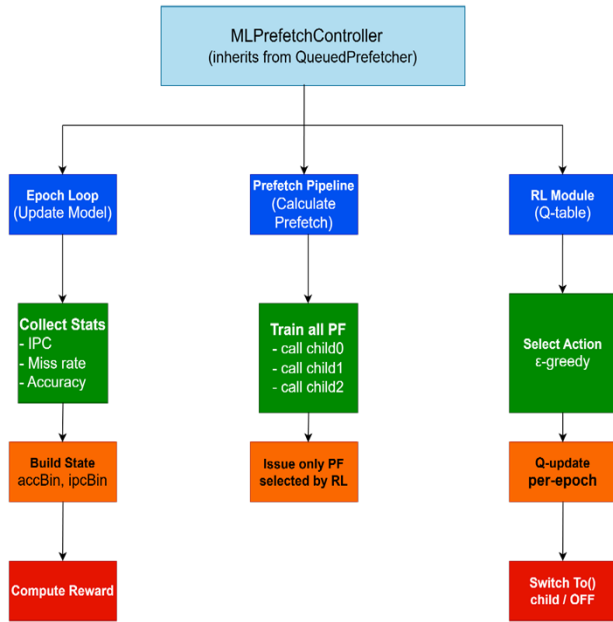 MLPrefetchController
(inherits from QueuedPrefetcher)
Epoch Loop
(Update Model)
Prefetch Pipeline
(Calculate
Prefetch)
RL Module
(Q-table)
Collect Stats
- IPC
- Miss rate
- Accuracy
Train all PF
- call child0
- call child1
- call child2
Select Action
ε-greedy
Build State
accBin, ipcBin
Issue only PF
selected by RL
Q-update
per-epoch
Compute Reward
Switch To()
child / OFF